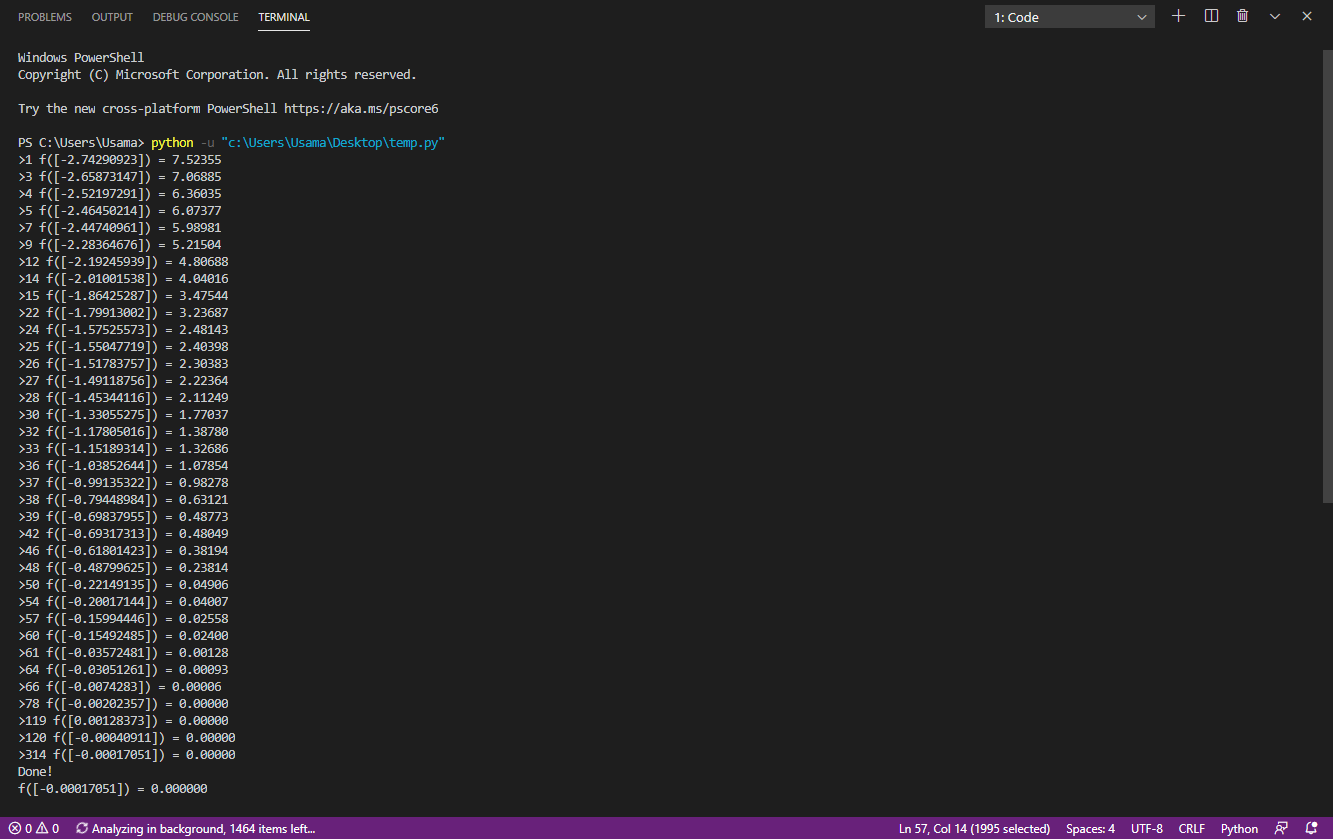 PROBLEMS OUTPUT DEBUG CONSOLE TERMINAL 1: Code
Windows PowerShell
Copyright (C) Microsoft Corporation. All rights reserved.
Try the new cross-platform PowerShell https://aka.ms/pscore6
PS C:\Users\Usama> python -u "c:\Users\Usama\Desktop\temp.py"
>1 f([-2.74290923]) = 7.52355
>3 f([-2.65873147]) = 7.06885
>4 f([-2.52197291]) = 6.36035
>5 f([-2.46450214]) = 6.07377
>7 f([-2.44740961]) = 5.98981
>9 f([-2.28364676]) = 5.21504
>12 f([-2.19245939]) = 4.80688
>14 f([-2.01001538]) = 4.04016
>15 f([-1.86425287]) = 3.47544
>22 f([-1.79913002]) = 3.23687
>24 f([-1.57525573]) = 2.48143
>25 f([-1.55047719]) = 2.40398
>26 f([-1.51783757]) = 2.30383
>27 f([-1.49118756]) = 2.22364
>28 f([-1.45344116]) = 2.11249
>30 f([-1.33055275]) = 1.77037
>32 f([-1.17805016]) = 1.38780
>33 f([-1.15189314]) = 1.32686
>36 f([-1.03852644]) = 1.07854
>37 f([-0.99135322]) = 0.98278
>38 f([-0.79448984]) = 0.63121
>39 f([-0.69837955]) = 0.48773
>42 f([-0.69317313]) = 0.48049
>46 f([-0.61801423]) = 0.38194
>48 f([-0.48799625]) = 0.23814
>50 f([-0.22149135]) = 0.04906
>54 f([-0.20017144]) = 0.04007
>57 f([-0.15994446]) = 0.02558
>60 f([-0.15492485]) = 0.02400
>61 f([-0.03572481]) = 0.00128
>64 f([-0.03051261]) = 0.00093
>66 f([-0.0074283]) = 0.00006
>78 f([-0.00202357]) = 0.00000
>119 f([0.00128373]) = 0.00000
>120 f([-0.00040911]) = 0.00000
>314 f([-0.00017051]) = 0.00000
Done!
f([-0.00017051]) = 0.000000
0 0 Analyzing in background, 1464 items left... Ln 57, Col 14 (1995 selected) Spaces: 4 UTF-8 CRLF Python